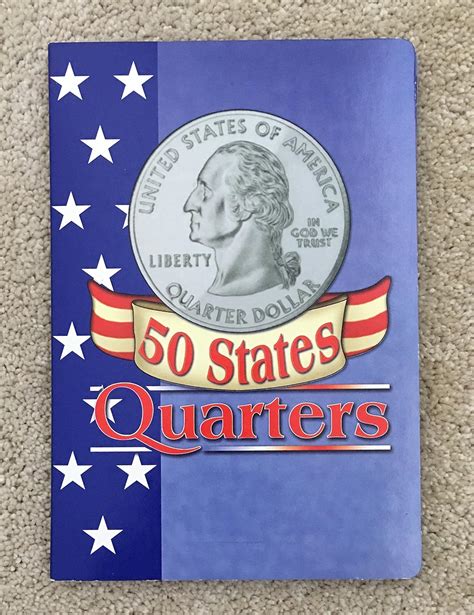 UNITED STATES OF AMERICA
IN
GOD WE
TRUST
LIBERTY
QUARTER DOLLAR
50 States
Quarters